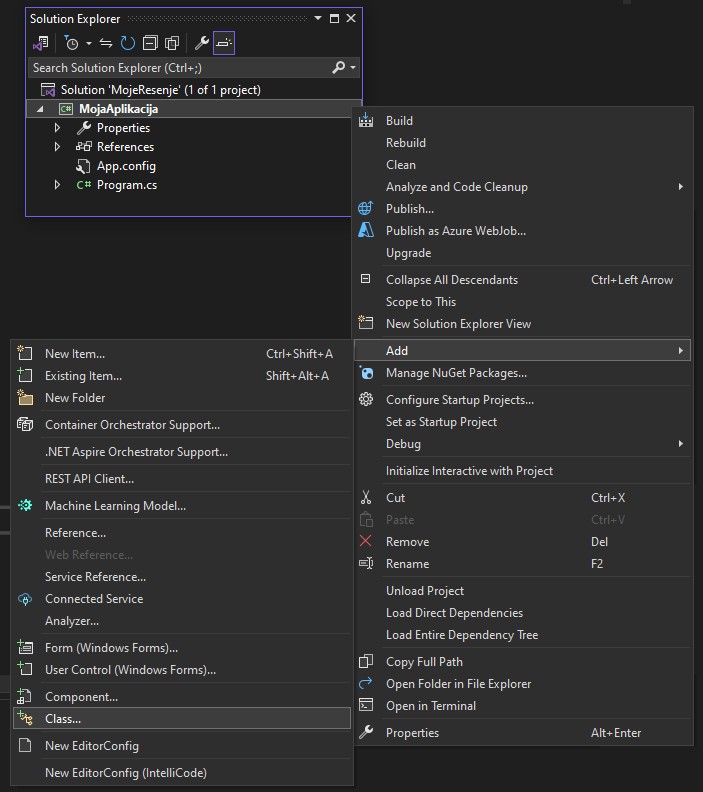 Solution Explorer
Search Solution Explorer (Ctrl+;)
Solution 'MojeResenje' (1 of 1 project)
C# MojaAplikacija
Properties
References
App.config
C# Program.cs
Build
Rebuild
Clean
Analyze and Code Cleanup
Publish...
Publish as Azure WebJob...
Upgrade
Collapse All Descendants Ctrl+Left Arrow
Scope to This
New Solution Explorer View
Add
Manage NuGet Packages...
Configure Startup Projects...
Set as Startup Project
Debug
Initialize Interactive with Project
Cut Ctrl+X
Paste Ctrl+V
Remove Del
Rename F2
Unload Project
Load Direct Dependencies
Load Entire Dependency Tree
Copy Full Path
Open Folder in File Explorer
Open in Terminal
Properties Alt+Enter
New Item... Ctrl+Shift+A
Existing Item... Shift+Alt+A
New Folder
Container Orchestrator Support...
.NET Aspire Orchestrator Support...
REST API Client...
Machine Learning Model...
Reference...
Web Reference...
Service Reference...
Connected Service
Analyzer...
Form (Windows Forms)...
User Control (Windows Forms)...
Component...
Class...
New EditorConfig
New EditorConfig (IntelliCode)